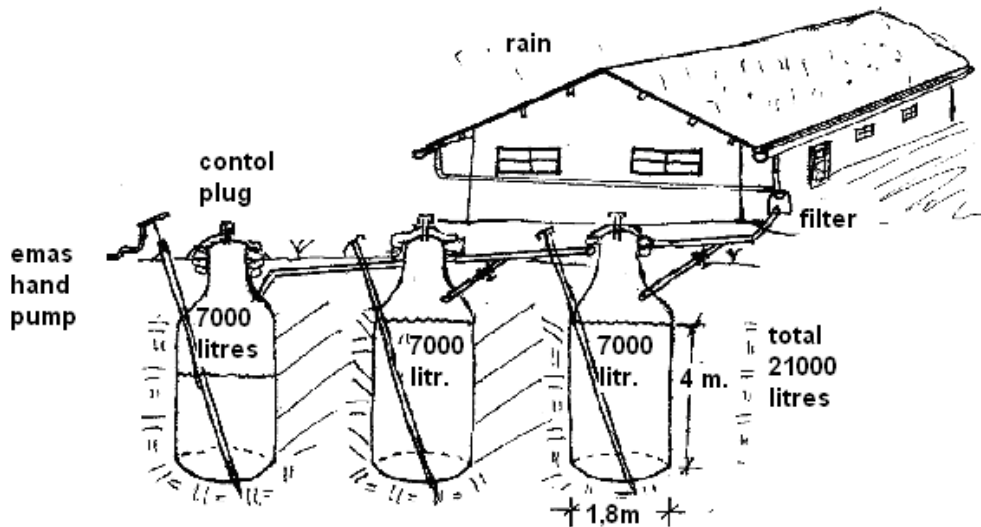 rain
contol
plug
filter
emas
hand
pump
7000
litres
7000
litr.
7000
litr.
4 m.
total
21000
litres
1,8m